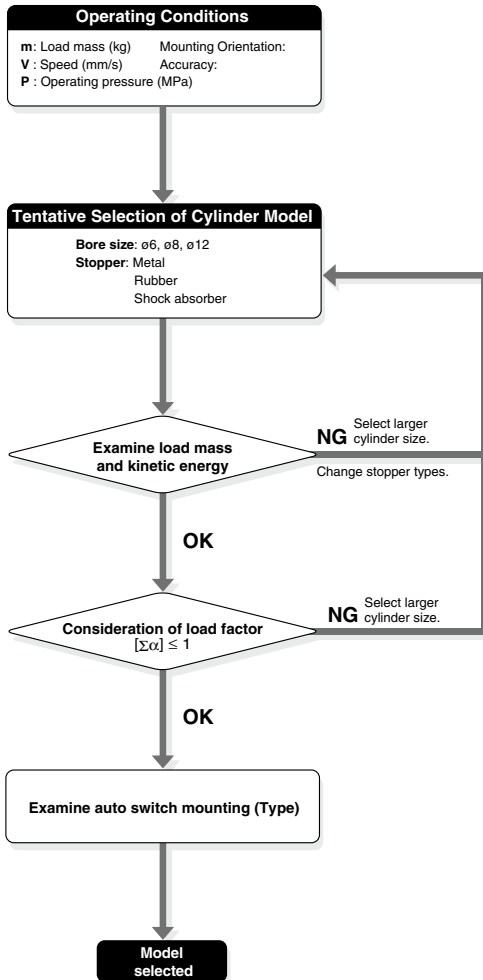 Operating Conditions
m: Load mass (kg) Mounting Orientation:
V : Speed (mm/s) Accuracy:
P : Operating pressure (MPa)
Tentative Selection of Cylinder Model
Bore size: ø6, ø8, ø12
Stopper: Metal
Rubber
Shock absorber
Examine load mass
and kinetic energy
NG Select larger
cylinder size.
Change stopper types.
OK
Consideration of load factor
[Σα] ≤ 1
NG Select larger
cylinder size.
OK
Examine auto switch mounting (Type)
Model
selected